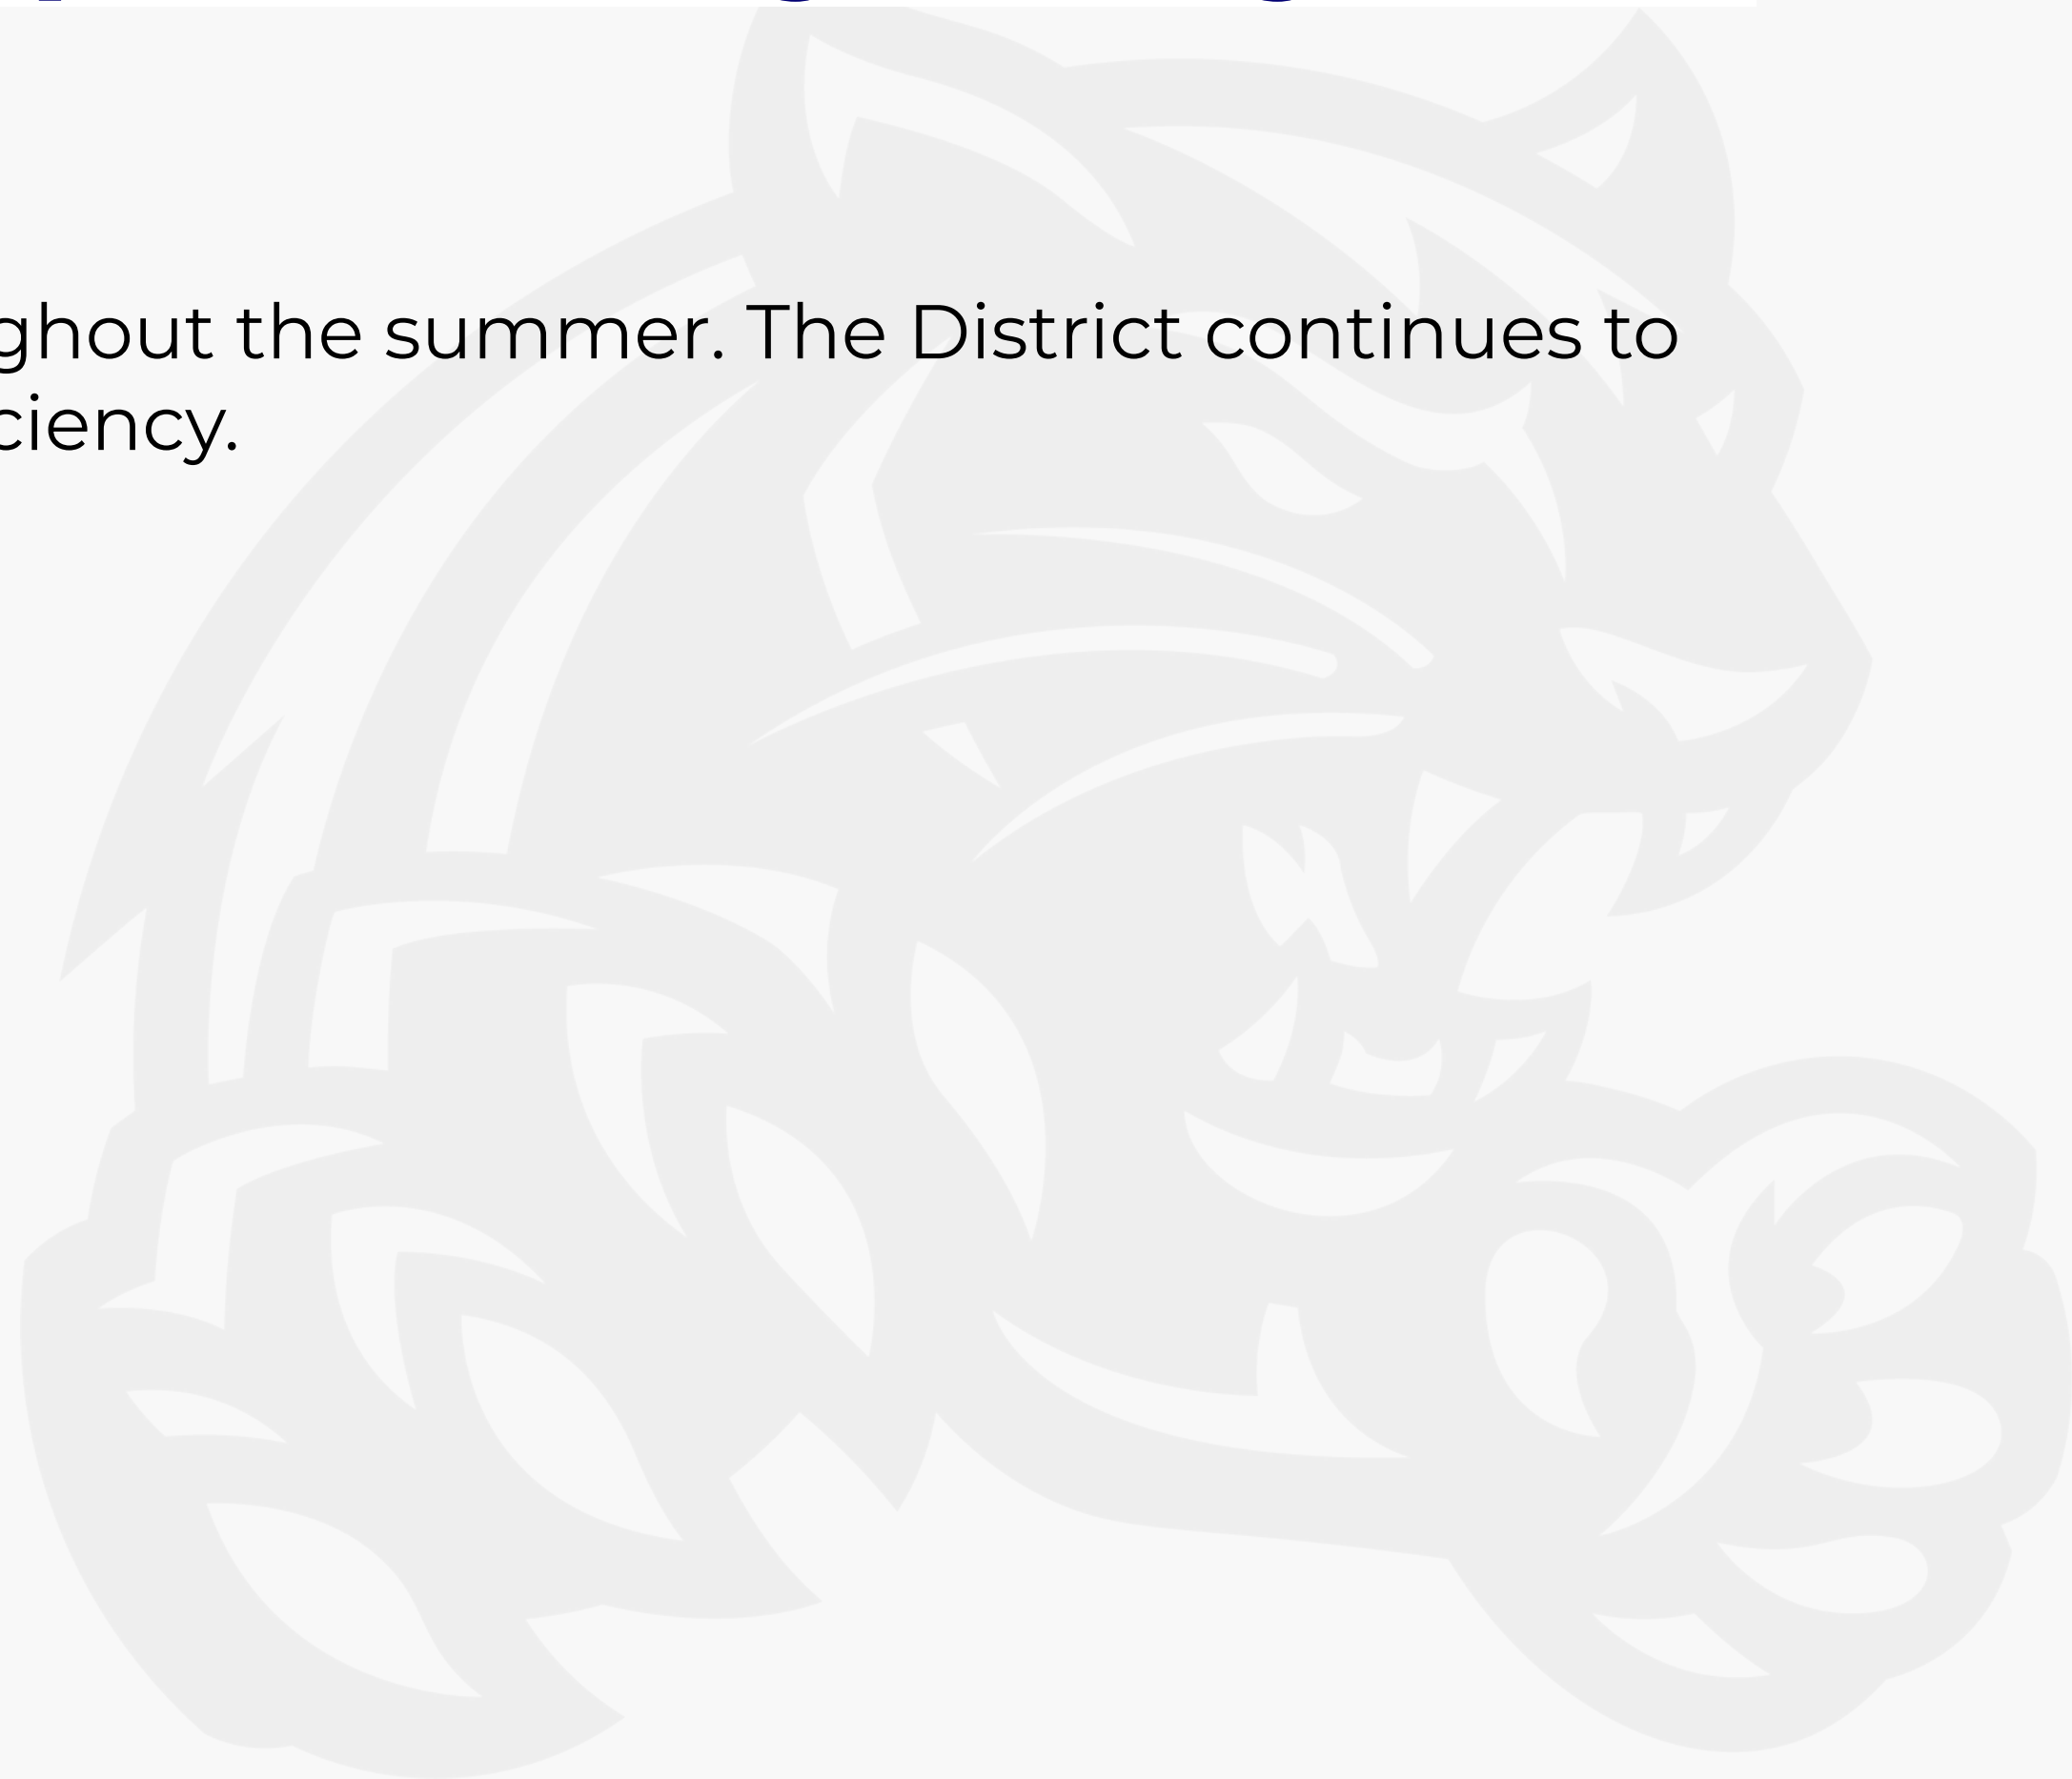 ghout the summer. The District continues to
ciency.